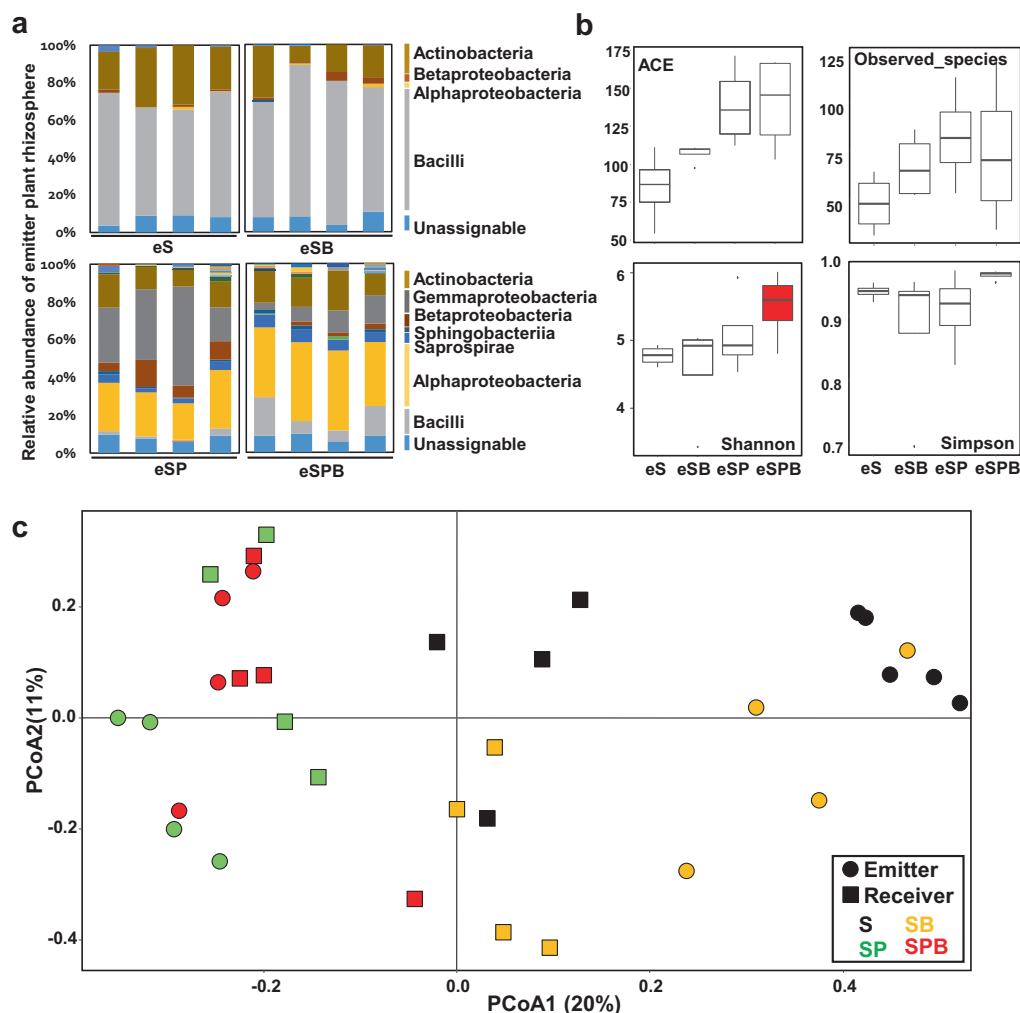 a
Relative abundance of emitter plant rhizosphere
100%
80%
60%
40%
20%
0%
eS
eSB
Actinobacteria
Betaproteobacteria
Alphaproteobacteria
Bacilli
Unassignable
100%
80%
60%
40%
20%
0%
eSP
eSPB
Actinobacteria
Gemmaproteobacteria
Betaproteobacteria
Sphingobacteriia
Saprospirae
Alphaproteobacteria
Bacilli
Unassignable
b
175
150
125
100
75
50
ACE
125
100
75
50
Observed_species
6
5
4
Shannon
eS eSB eSP eSPB
1.0
0.9
0.8
0.7
Simpson
eS eSB eSP eSPB
c
PCoA2(11%)
0.2
0.0
-0.2
-0.4
-0.2 0.0 0.2 0.4
PCoA1 (20%)
Emitter
Receiver
S SB
SP SPB